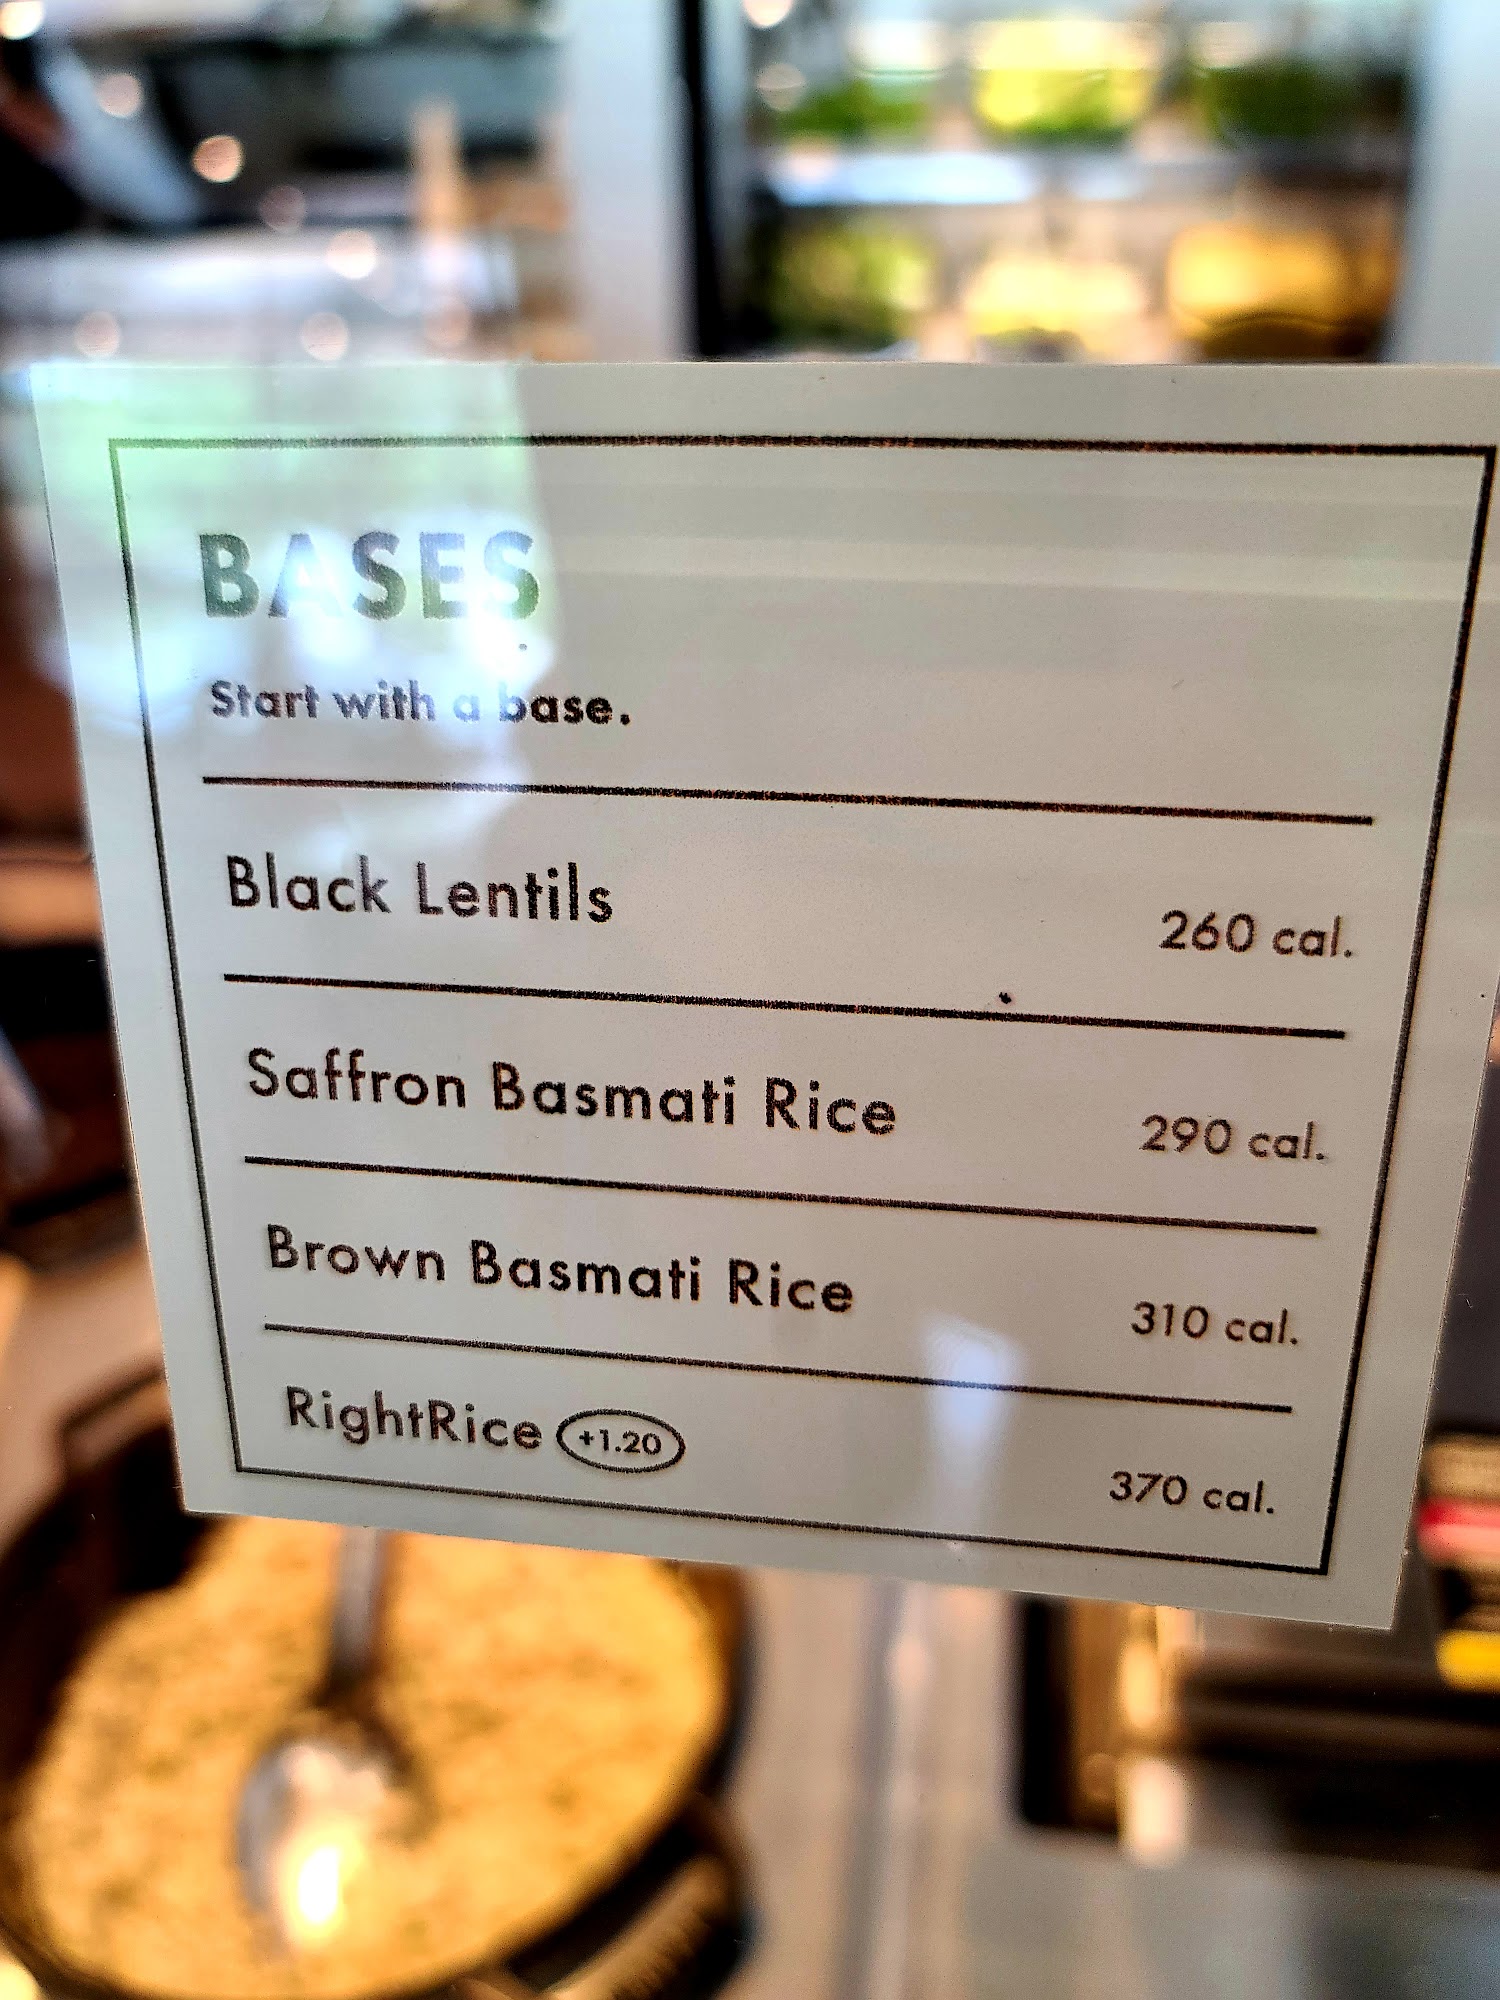 BASES
Start with a base.
Black Lentils 260 cal.
Saffron Basmati Rice 290 cal.
Brown Basmati Rice 310 cal.
RightRice +1.20 370 cal.